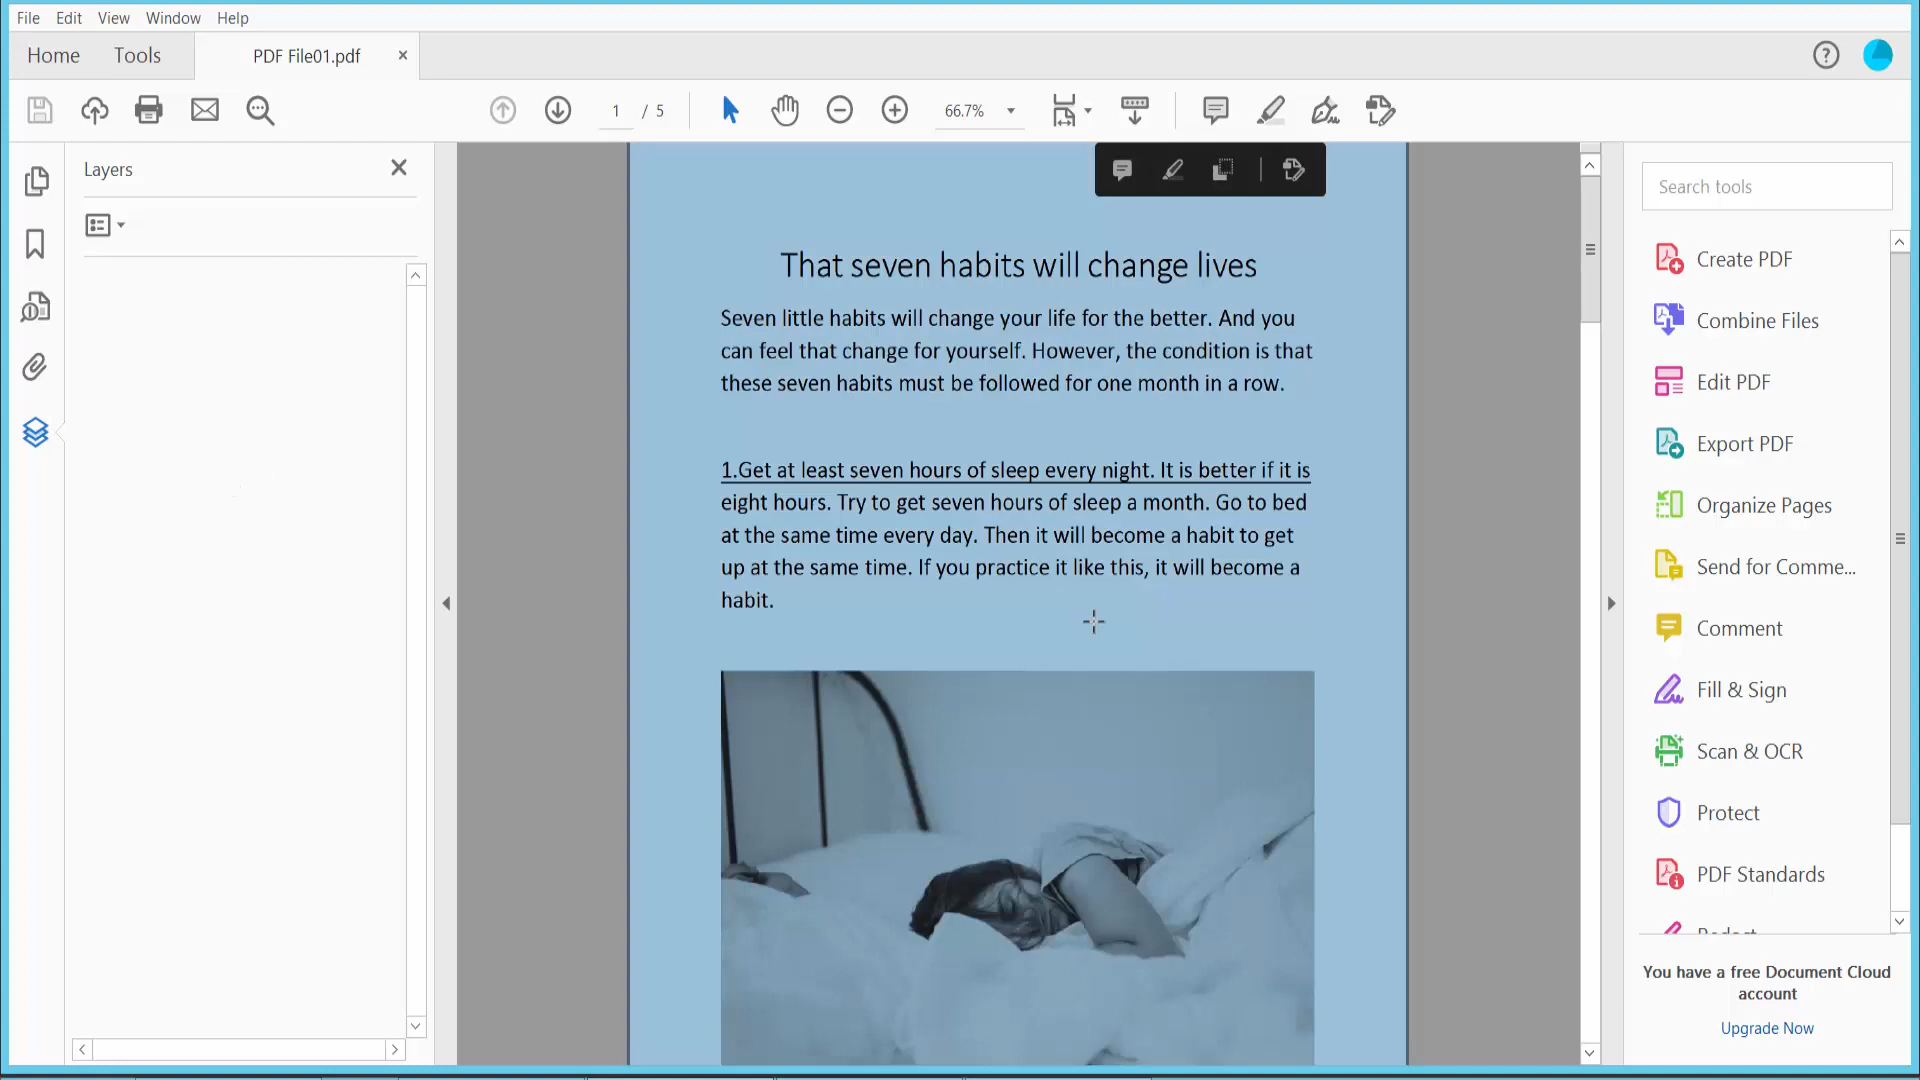 File Edit View Window Help
Home Tools PDF File01.pdf
1 / 5 66.7%
Layers
Search tools
Create PDF
Combine Files
Edit PDF
Export PDF
Organize Pages
Send for Comme...
Comment
Fill & Sign
Scan & OCR
Protect
PDF Standards
You have a free Document Cloud
account
Upgrade Now
That seven habits will change lives
Seven little habits will change your life for the better. And you
can feel that change for yourself. However, the condition is that
these seven habits must be followed for one month in a row.
1.Get at least seven hours of sleep every night. It is better if it is
eight hours. Try to get seven hours of sleep a month. Go to bed
at the same time every day. Then it will become a habit to get
up at the same time. If you practice it like this, it will become a
habit.